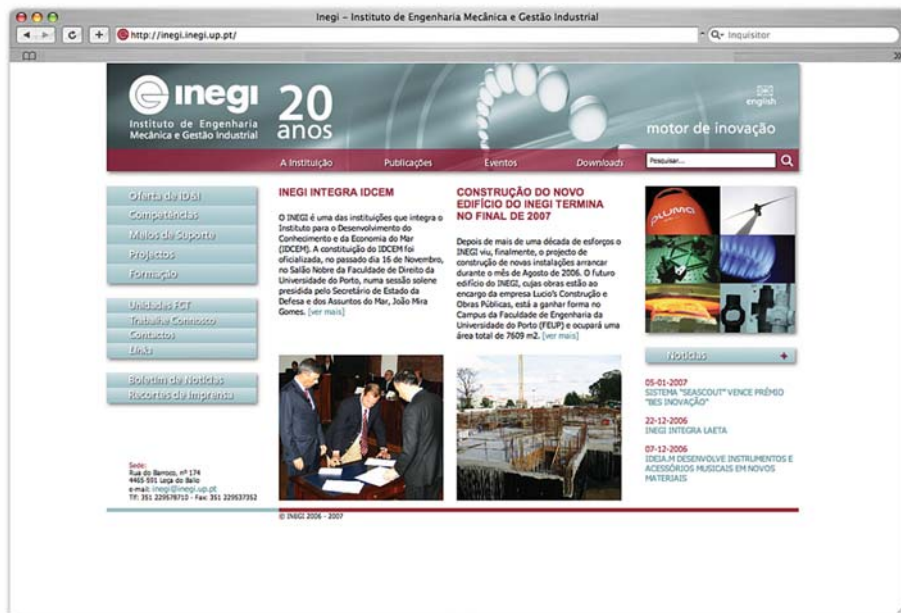 Inegi – Instituto de Engenharia Mecânica e Gestão Industrial
http://inegi.inegi.up.pt/
Inquisitor
inegi
Instituto de Engenharia
Mecânica e Gestão Industrial
20
anos
english
motor de inovação
A Instituição
Publicações
Eventos
Downloads
Pesquisar...
Oferta de ID&I
Competências
Meios de Suporte
Projectos
Formação
Unidades FCT
Trabalhe Connosco
Contactos
Links
Boletim de Notícias
Recortes de Imprensa
Sede:
Rua do Barroco, nº 174
4465-591 Leça do Balio
e-mail: inegi@inegi.up.pt
Tlf: 351 229578710 - Fax: 351 229537352
INEGI INTEGRA IDCEM
O INEGI é uma das instituições que integra o
Instituto para o Desenvolvimento do
Conhecimento e da Economia do Mar
(IDCEM). A constituição do IDCEM foi
oficializada, no passado dia 16 de Novembro,
no Salão Nobre da Faculdade de Direito da
Universidade do Porto, numa sessão solene
presidida pelo Secretário de Estado da
Defesa e dos Assuntos do Mar, João Mira
Gomes. [ver mais]
CONSTRUÇÃO DO NOVO
EDIFÍCIO DO INEGI TERMINA
NO FINAL DE 2007
Depois de mais de uma década de esforços o
INEGI viu, finalmente, o projecto de
construção de novas instalações arrancar
durante o mês de Agosto de 2006. O futuro
edifício do INEGI, cujas obras estão ao
encargo da empresa Lucio's Construção e
Obras Públicas, está a ganhar forma no
Campus da Faculdade de Engenharia da
Universidade do Porto (FEUP) e ocupará uma
área total de 7609 m2. [ver mais]
PLUMA
Notícias +
05-01-2007
SISTEMA "SEASCOUT" VENCE PRÉMIO
"BES INOVAÇÃO"
22-12-2006
INEGI INTEGRA LAETA
07-12-2006
IDEIA.M DESENVOLVE INSTRUMENTOS E
ACESSÓRIOS MUSICAIS EM NOVOS
MATERIAIS
© INEGI 2006 - 2007